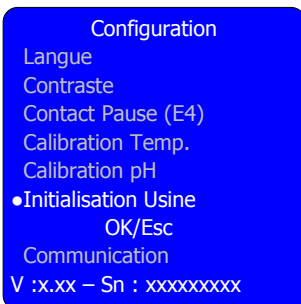 Configuration
Langue
Contraste
Contact Pause (E4)
Calibration Temp.
Calibration pH
●Initialisation Usine
OK/Esc
Communication
V :x.xx – Sn : xxxxxxxxx